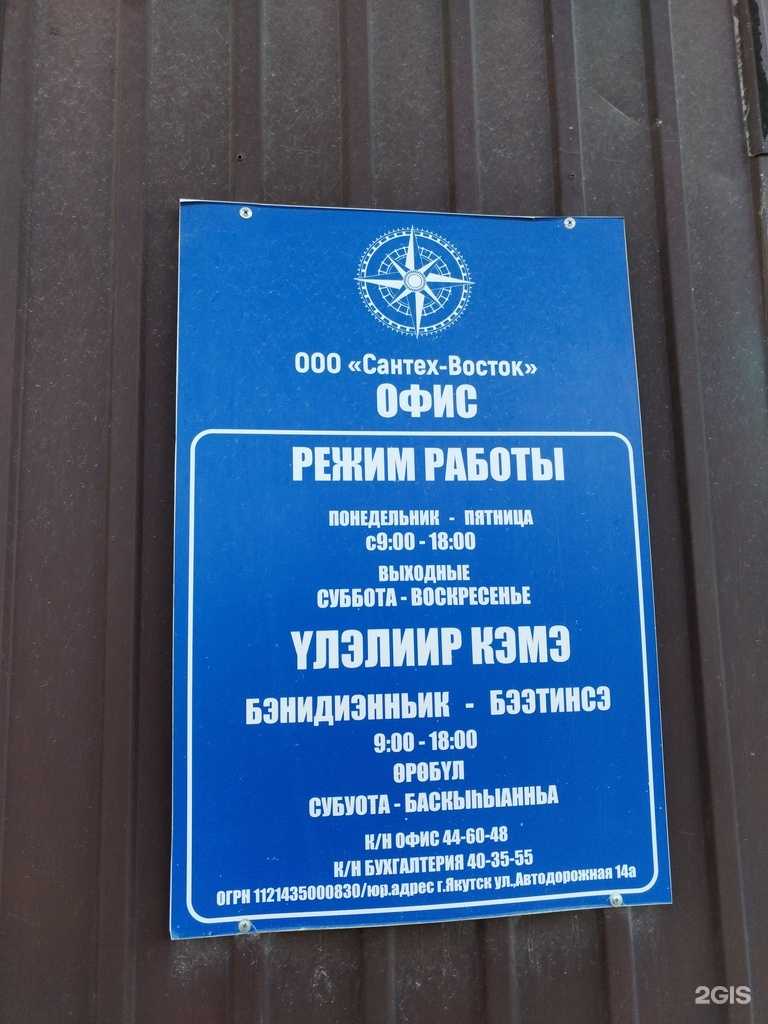 ООО «Сантех-Восток»
ОФИС
РЕЖИМ РАБОТЫ
ПОНЕДЕЛЬНИК - ПЯТНИЦА
с9:00 - 18:00
ВЫХОДНЫЕ
СУББОТА - ВОСКРЕСЕНЬЕ
ҮЛЭЛИИР КЭМЭ
БЭНИДИЭННЬИК - БЭЭТИНСЭ
9:00 - 18:00
ӨРӨБҮЛ
СУБУОТА - БАСКЫҺЫАННЬА
К/Н ОФИС 44-60-48
К/Н БУХГАЛТЕРИЯ 40-35-55
ОГРН 1121435000830/юр.адрес г.Якутск ул.,Автодорожная 14а
2GIS